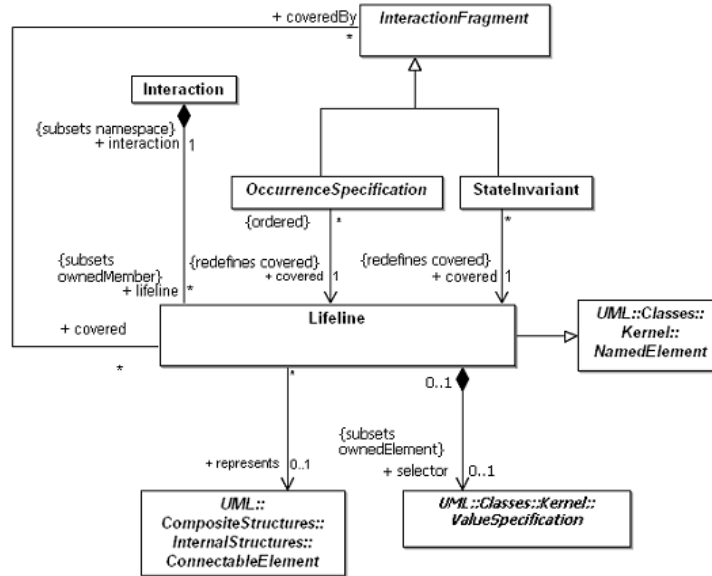 + coveredBy
*
InteractionFragment
Interaction
{subsets namespace}
+ interaction
1
OccurrenceSpecification
StateInvariant
{ordered}
*
*
{subsets
ownedMember}
+ lifeline
*
{redefines covered}
+ covered
1
{redefines covered}
+ covered
1
+ covered
*
Lifeline
UML::Classes::
Kernel::
NamedElement
*
0..1
{subsets
ownedElement}
+ represents
0..1
+ selector
0..1
UML::
CompositeStructures::
InternalStructures::
ConnectableElement
UML::Classes::Kernel::
ValueSpecification